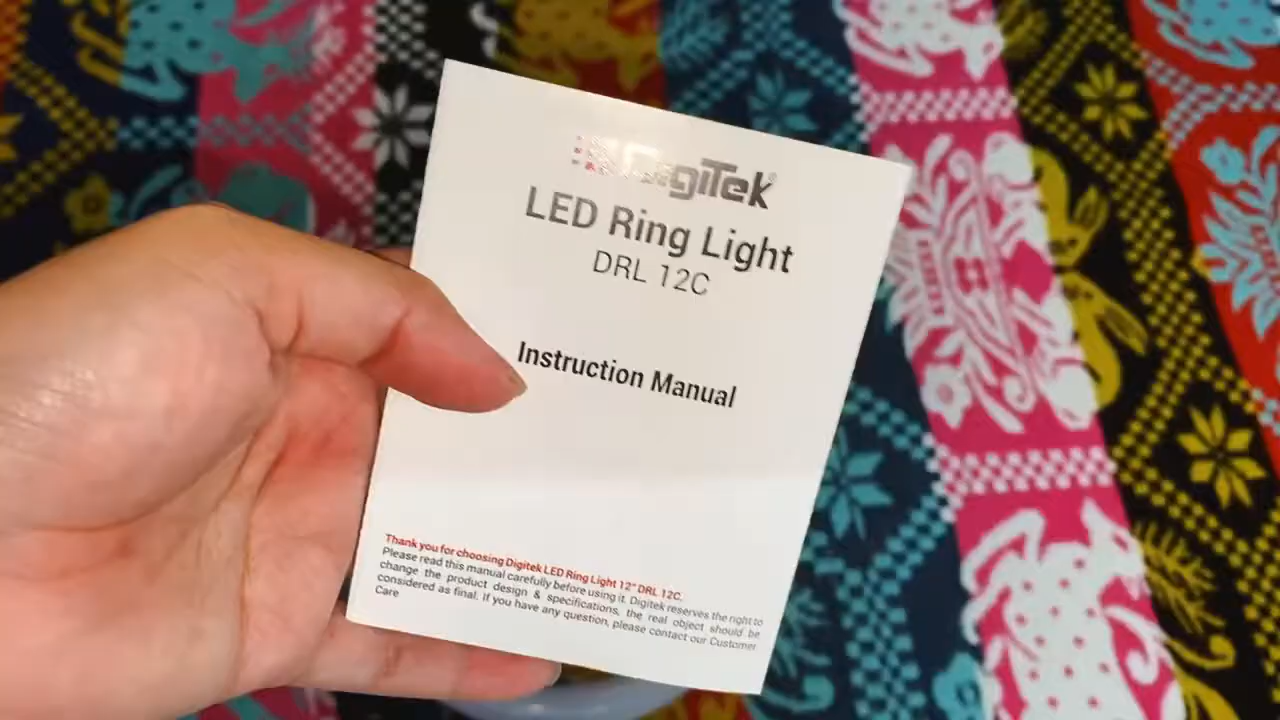 DigiTek
LED Ring Light
DRL 12C
Instruction Manual
Thank you for choosing Digitek LED Ring Light 12" DRL 12C.
Please read this manual carefully before using it. Digitek reserves the right to
change the product design & specifications, the real object should be
considered as final. If you have any question, please contact our Customer
Care